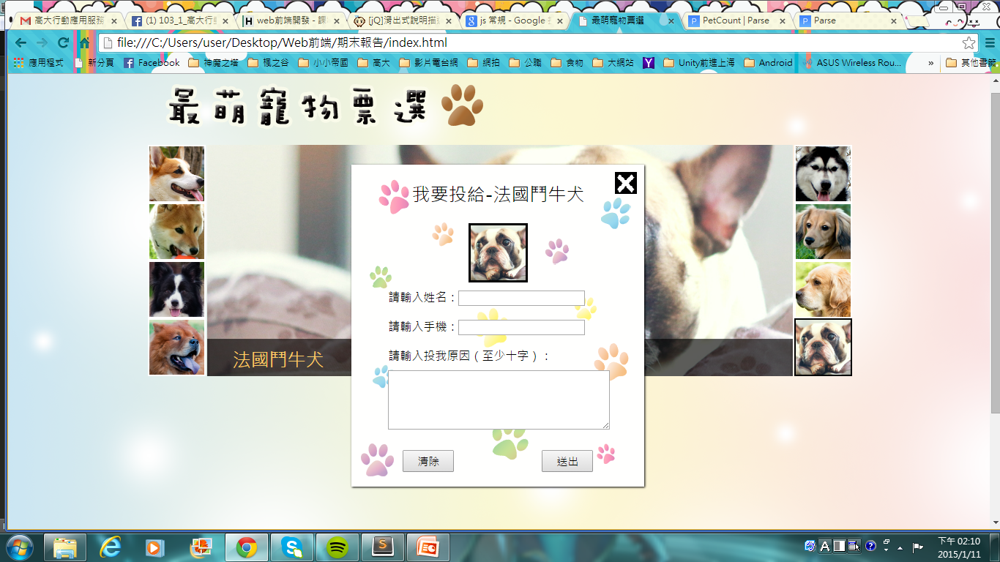 高大行動應用服務
(1) 103_1_高大行動
web前端開發 - 課
[jQ]滑出式說明描
js 常規 - Google
最萌寵物票選
PetCount | Parse
Parse
file:///C:/Users/user/Desktop/Web前端/期末報告/index.html
應用程式 新分頁 Facebook 神魔之塔 楓之谷 小小帝國 高大 影片電台網 網拍 公職 食物 大網站 Unity前進上海 Android ASUS Wireless Rou... » 其他書籤
最萌寵物票選
我要投給-法國鬥牛犬
請輸入姓名：
請輸入手機：
請輸入投我原因（至少十字）：
法國鬥牛犬
清除 送出
下午 02:10
2015/1/11